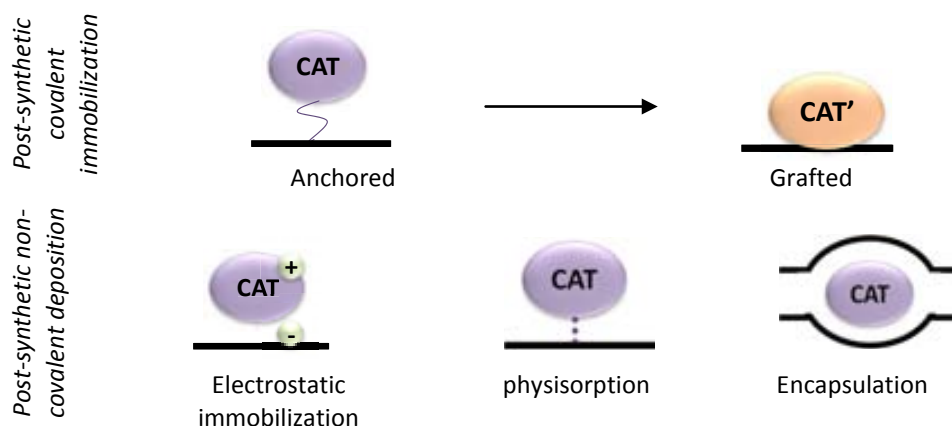 Post-synthetic
covalent
immobilization
CAT
CAT’
Anchored
Grafted
Post-synthetic non-
covalent deposition
CAT
+
-
CAT
CAT
Electrostatic
immobilization
physisorption
Encapsulation